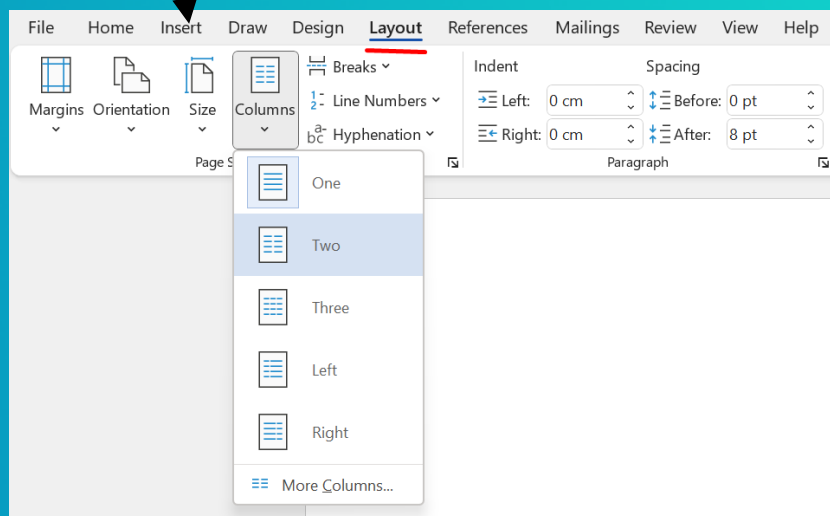 File Home Insert Draw Design Layout References Mailings Review View Help
Margins Orientation Size Columns
Breaks
Line Numbers
Hyphenation
Page S
Indent
Left: 0 cm
Right: 0 cm
Spacing
Before: 0 pt
After: 8 pt
Paragraph
One
Two
Three
Left
Right
More Columns...